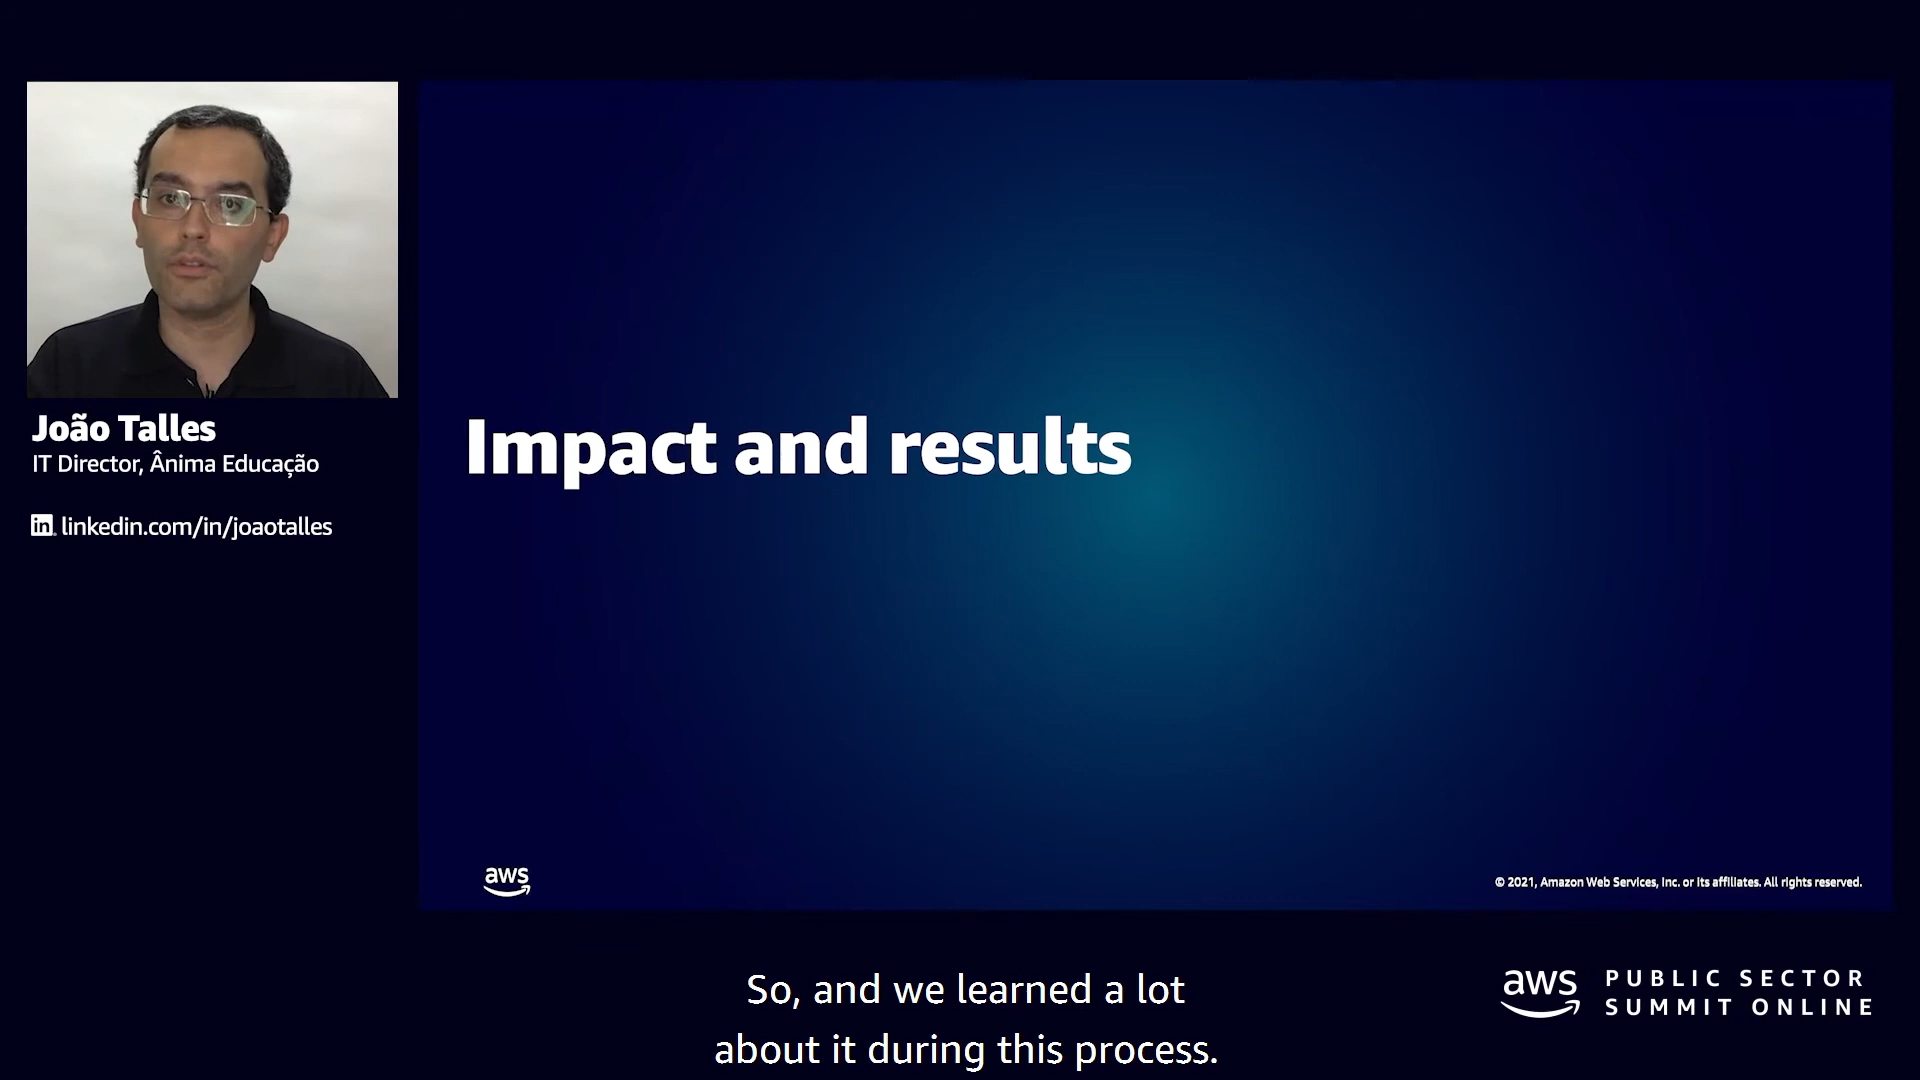 João Talles
IT Director, Ânima Educação
in linkedin.com/in/joaotalles
Impact and results
aws
© 2021, Amazon Web Services, Inc. or its affiliates. All rights reserved.
So, and we learned a lot
about it during this process.
aws PUBLIC SECTOR
SUMMIT ONLINE